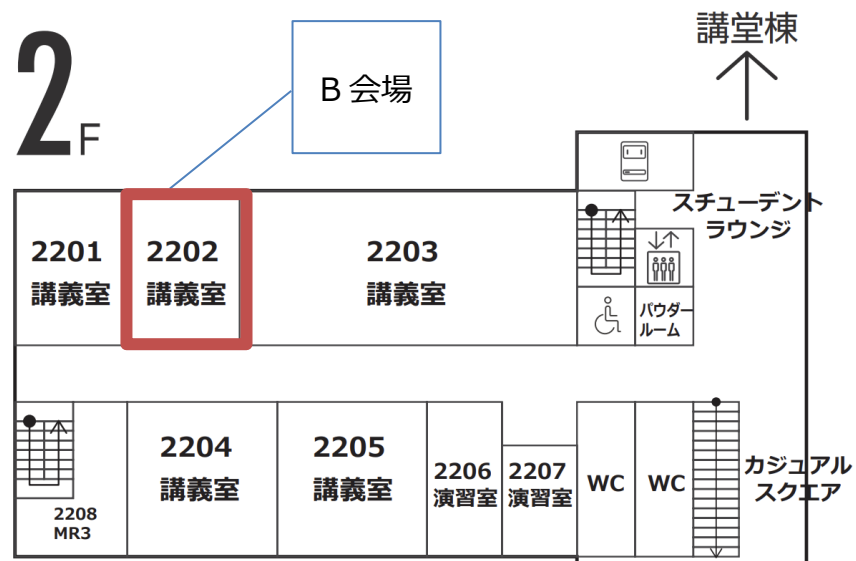 2F
B 会場
講堂棟
2201
講義室
2202
講義室
2203
講義室
スチューデント
ラウンジ
パウダー
ルーム
2204
講義室
2205
講義室
2206
演習室
2207
演習室
WC
WC
カジュアル
スクエア
2208
MR3